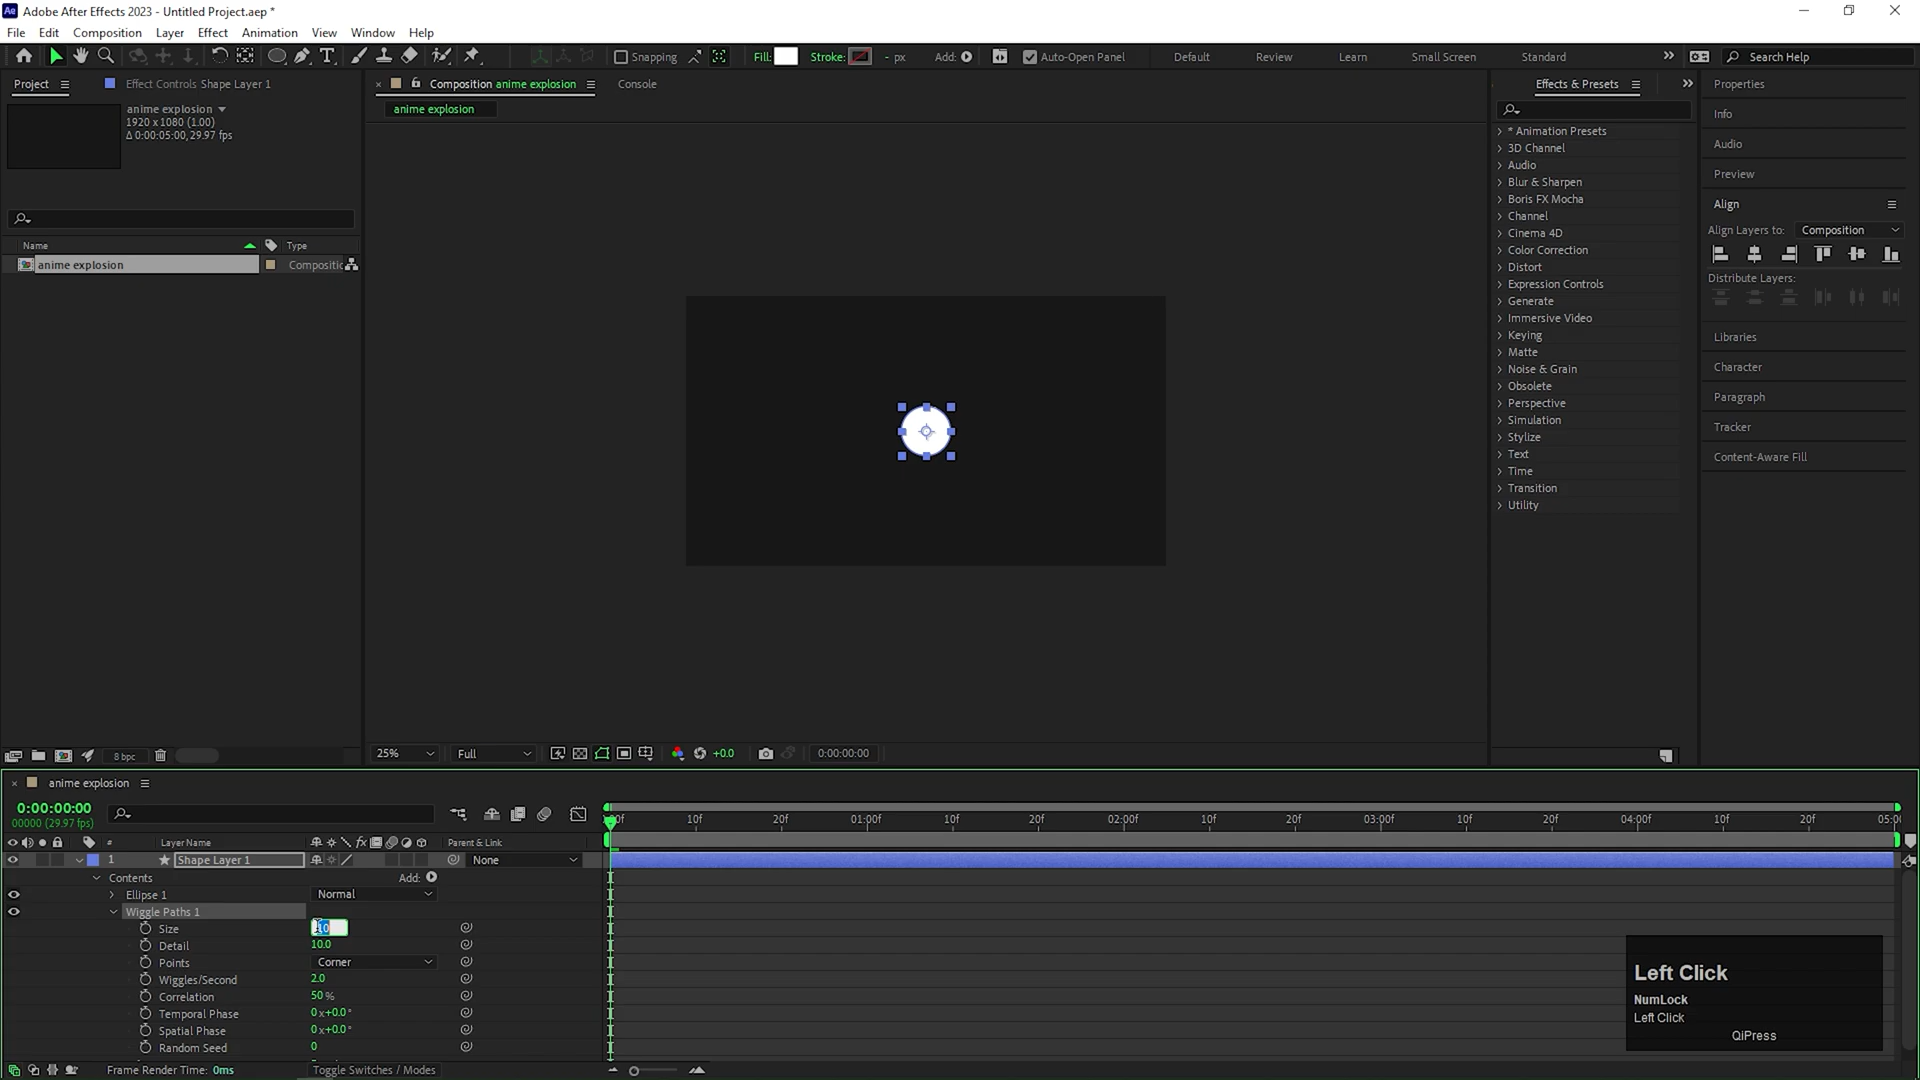 Adobe After Effects 2023 - Untitled Project.aep *
File Edit Composition Layer Effect Animation View Window Help
Snapping Fill: Stroke: - px Add: Auto-Open Panel Default Review Learn Small Screen Standard Search Help
Project Effect Controls Shape Layer 1
anime explosion
1920 x 1080 (1.00)
Δ 0:00:05:00, 29.97 fps
Name Type
anime explosion Compositic
8 bpc
Composition anime explosion Console
anime explosion
25% Full +0.0 0:00:00:00
Effects & Presets
* Animation Presets
3D Channel
Audio
Blur & Sharpen
Boris FX Mocha
Channel
Cinema 4D
Color Correction
Distort
Expression Controls
Generate
Immersive Video
Keying
Matte
Noise & Grain
Obsolete
Perspective
Simulation
Stylize
Text
Time
Transition
Utility
Properties
Info
Audio
Preview
Align
Align Layers to: Composition
Distribute Layers:
Libraries
Character
Paragraph
Tracker
Content-Aware Fill
anime explosion
0:00:00:00
00000 (29.97 fps)
10f 20f 01:00f 10f 20f 02:00f 10f 20f 03:00f 10f 20f 04:00f 10f 20f 05:0
# Layer Name fx Parent & Link
1 Shape Layer 1 None
Contents Add:
Ellipse 1 Normal
Wiggle Paths 1
Size
Detail 10.0
Points Corner
Wiggles/Second 2.0
Correlation 50 %
Temporal Phase 0 x+0.0 °
Spatial Phase 0 x+0.0 °
Random Seed 0
Frame Render Time: 0ms Toggle Switches / Modes
Left Click
NumLock
Left Click
QiPress